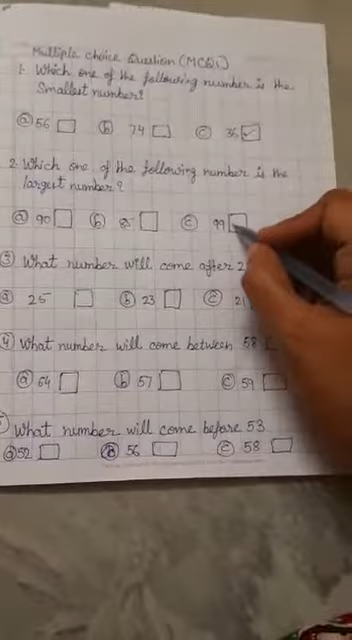 Multiple choice Question (MCQs)
1. Which one of the following number is the
Smallest number?
ⓐ 56 ⓑ 74 ⓒ 36 ✓
2. Which one of the following number is the
largest number?
ⓐ 90 ⓑ 85 ⓒ 99
③ What number will come after 2
ⓐ 25 ⓑ 23 ⓒ 21
④ What number will come between 58
ⓐ 64 ⓑ 57 ⓒ 59
What number will come before 53
ⓐ 52 ⓑ 56 ⓒ 58